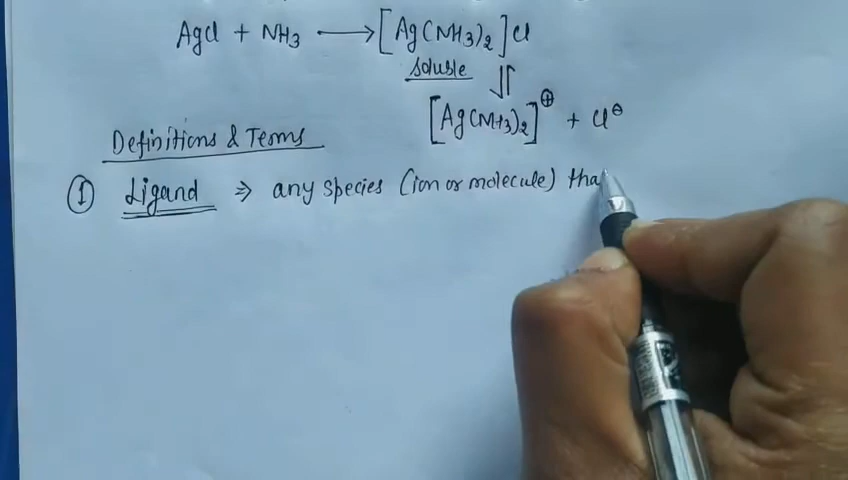 AgCl + NH3 ⟶ [Ag(NH3)2]Cl
soluble ⇌
[Ag(NH3)2]⊕ + Cl⊖
Definitions & Terms
① Ligand ⇒ any species (ion or molecule) tha